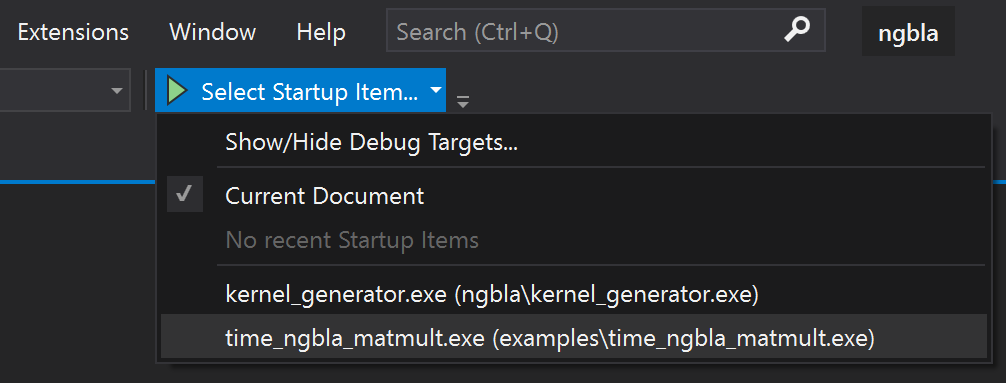 Extensions Window Help Search (Ctrl+Q) ngbla
Select Startup Item...
Show/Hide Debug Targets...
Current Document
No recent Startup Items
kernel_generator.exe (ngbla\kernel_generator.exe)
time_ngbla_matmult.exe (examples\time_ngbla_matmult.exe)